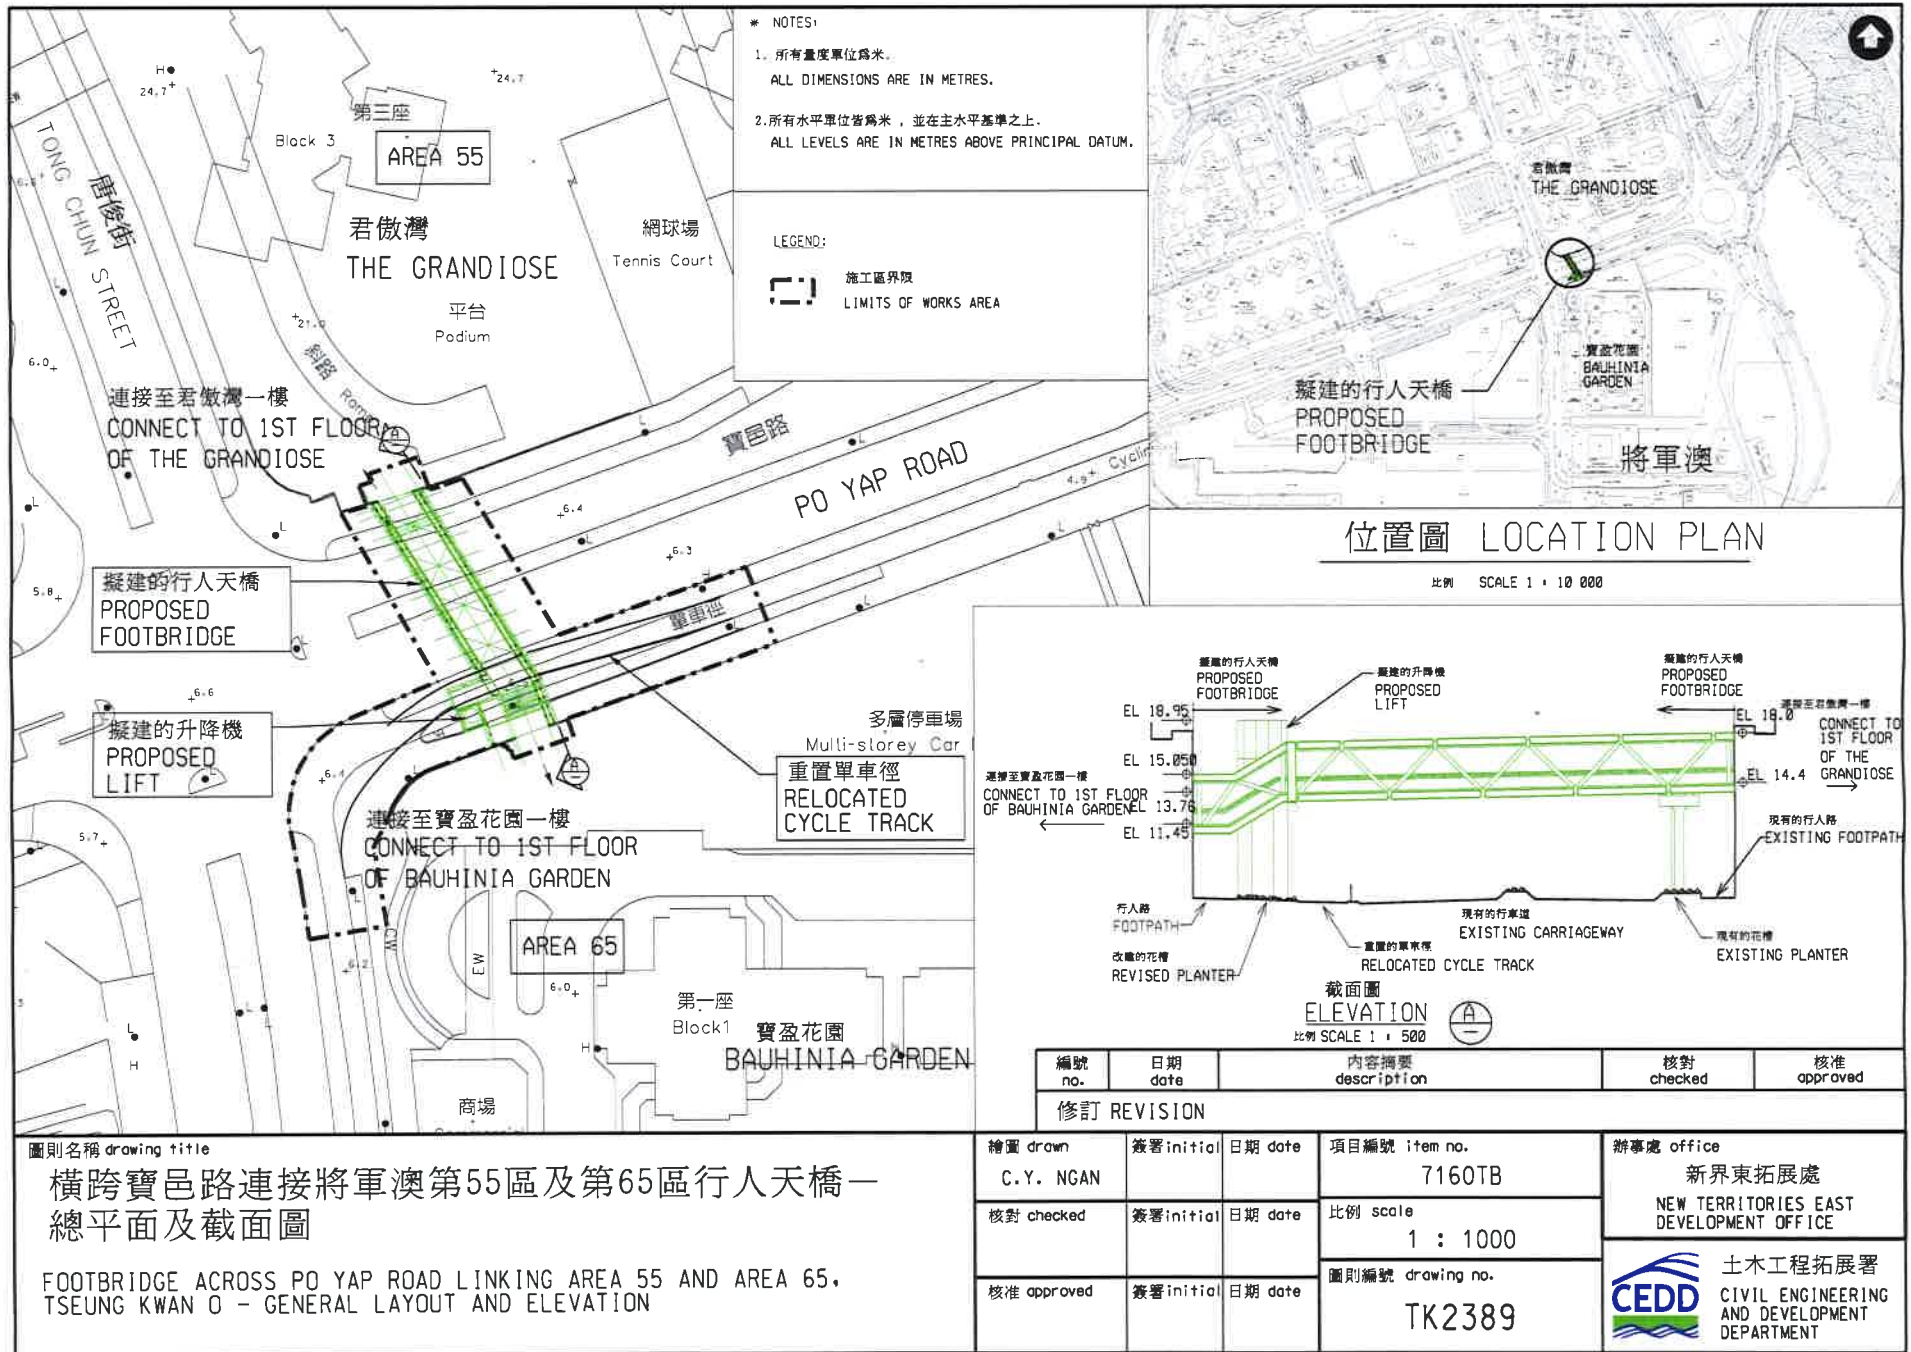 * NOTES:
1. 所有量度單位爲米.
ALL DIMENSIONS ARE IN METRES.
2.所有水平單位皆爲米，並在主水平基準之上.
ALL LEVELS ARE IN METRES ABOVE PRINCIPAL DATUM.
LEGEND:
施工區界限
LIMITS OF WORKS AREA
H
24.7
24.7
第三座
Block 3
AREA 55
唐俊街
TONG CHUN STREET
君傲灣
THE GRANDIOSE
網球場
Tennis Court
平台
Podium
6.0
斜路
Ramp
連接至君傲灣一樓
CONNECT TO 1ST FLOOR
OF THE GRANDIOSE
A
寶邑路
PO YAP ROAD
4.9
6.4
6.3
擬建的行人天橋
PROPOSED
FOOTBRIDGE
5.8
單車徑
6.6
擬建的升降機
PROPOSED
LIFT
多層停車場
Multi-storey Car
重置單車徑
RELOCATED
CYCLE TRACK
A
6.4
連接至寶盈花園一樓
CONNECT TO 1ST FLOOR
OF BAUHINIA GARDEN
5.7
AREA 65
EW
6.2
6.0
第一座
Block1
寶盈花園
BAUHINIA GARDEN
商場
君傲灣
THE GRANDIOSE
寶盈花園
BAUHINIA
GARDEN
擬建的行人天橋
PROPOSED
FOOTBRIDGE
將軍澳
位置圖 LOCATION PLAN
比例 SCALE 1 : 10 000
擬建的行人天橋
PROPOSED
FOOTBRIDGE
擬建的升降機
PROPOSED
LIFT
擬建的行人天橋
PROPOSED
FOOTBRIDGE
EL 18.95
EL 18.0
連接至君傲灣一樓
CONNECT TO
1ST FLOOR
OF THE
GRANDIOSE
EL 15.050
EL 14.4
連接至寶盈花園一樓
CONNECT TO 1ST FLOOR
OF BAUHINIA GARDEN
EL 13.76
EL 11.45
現有的行人路
EXISTING FOOTPATH
行人路
FOOTPATH
現有的行車道
EXISTING CARRIAGEWAY
重置的單車徑
RELOCATED CYCLE TRACK
現有的花槽
EXISTING PLANTER
改建的花槽
REVISED PLANTER
截面圖
ELEVATION A
比例 SCALE 1 : 500
編號 no.
日期 date
內容摘要 description
核對 checked
核准 approved
修訂 REVISION
圖則名稱 drawing title
橫跨寶邑路連接將軍澳第55區及第65區行人天橋－
總平面及截面圖
FOOTBRIDGE ACROSS PO YAP ROAD LINKING AREA 55 AND AREA 65,
TSEUNG KWAN O - GENERAL LAYOUT AND ELEVATION
繪圖 drawn
C.Y. NGAN
簽署 initial
日期 date
核對 checked
簽署 initial
日期 date
核准 approved
簽署 initial
日期 date
項目編號 item no.
7160TB
比例 scale
1 : 1000
圖則編號 drawing no.
TK2389
辦事處 office
新界東拓展處
NEW TERRITORIES EAST
DEVELOPMENT OFFICE
CEDD
土木工程拓展署
CIVIL ENGINEERING
AND DEVELOPMENT
DEPARTMENT